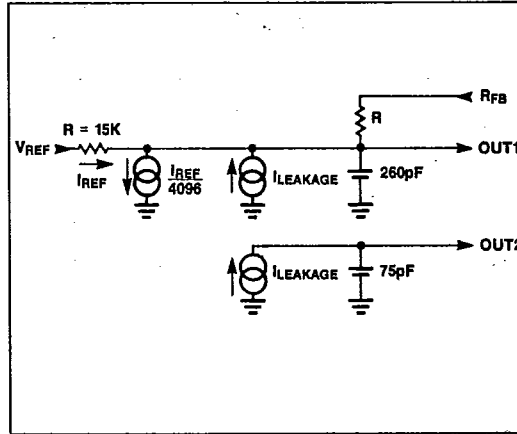 RFB
R = 15K
R
VREF
OUT1
IREF
IREF
4096
ILEAKAGE
260pF
OUT2
ILEAKAGE
75pF